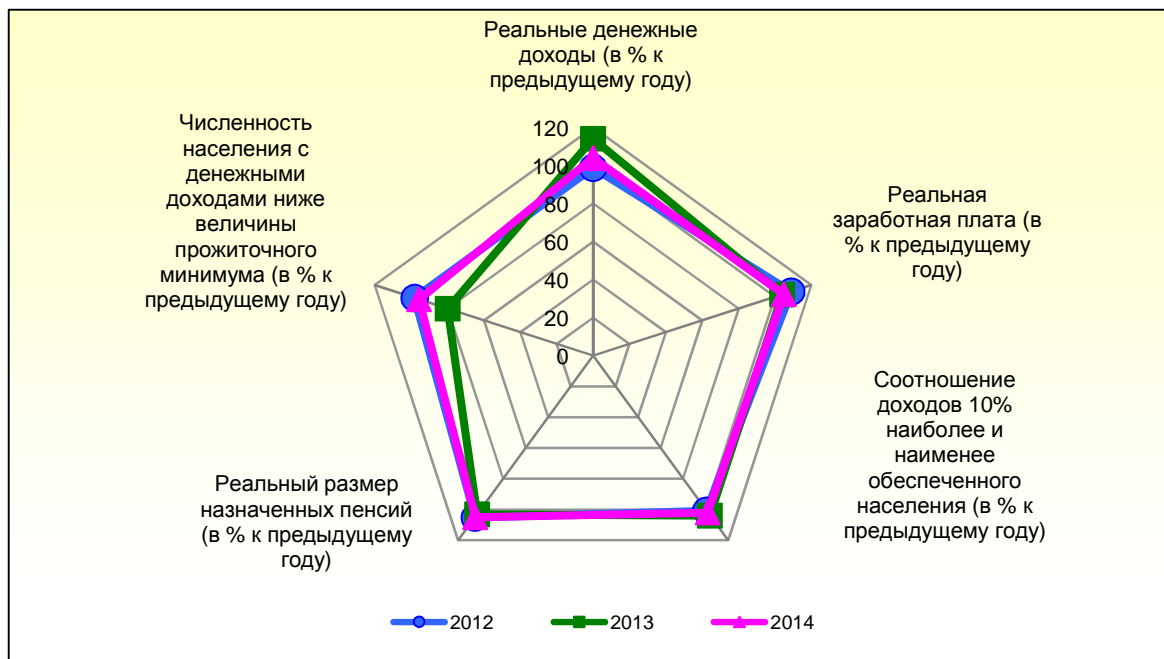 Реальные денежные
доходы (в % к
предыдущему году)
Численность
населения с
денежными
доходами ниже
величины
прожиточного
минимума (в % к
предыдущему году)
120
100
80
60
40
20
0
Реальная
заработная плата (в
% к предыдущему
году)
Соотношение
доходов 10%
наиболее и
наименее
обеспеченного
населения (в % к
предыдущему году)
Реальный размер
назначенных пенсий
(в % к предыдущему
году)
2012 2013 2014